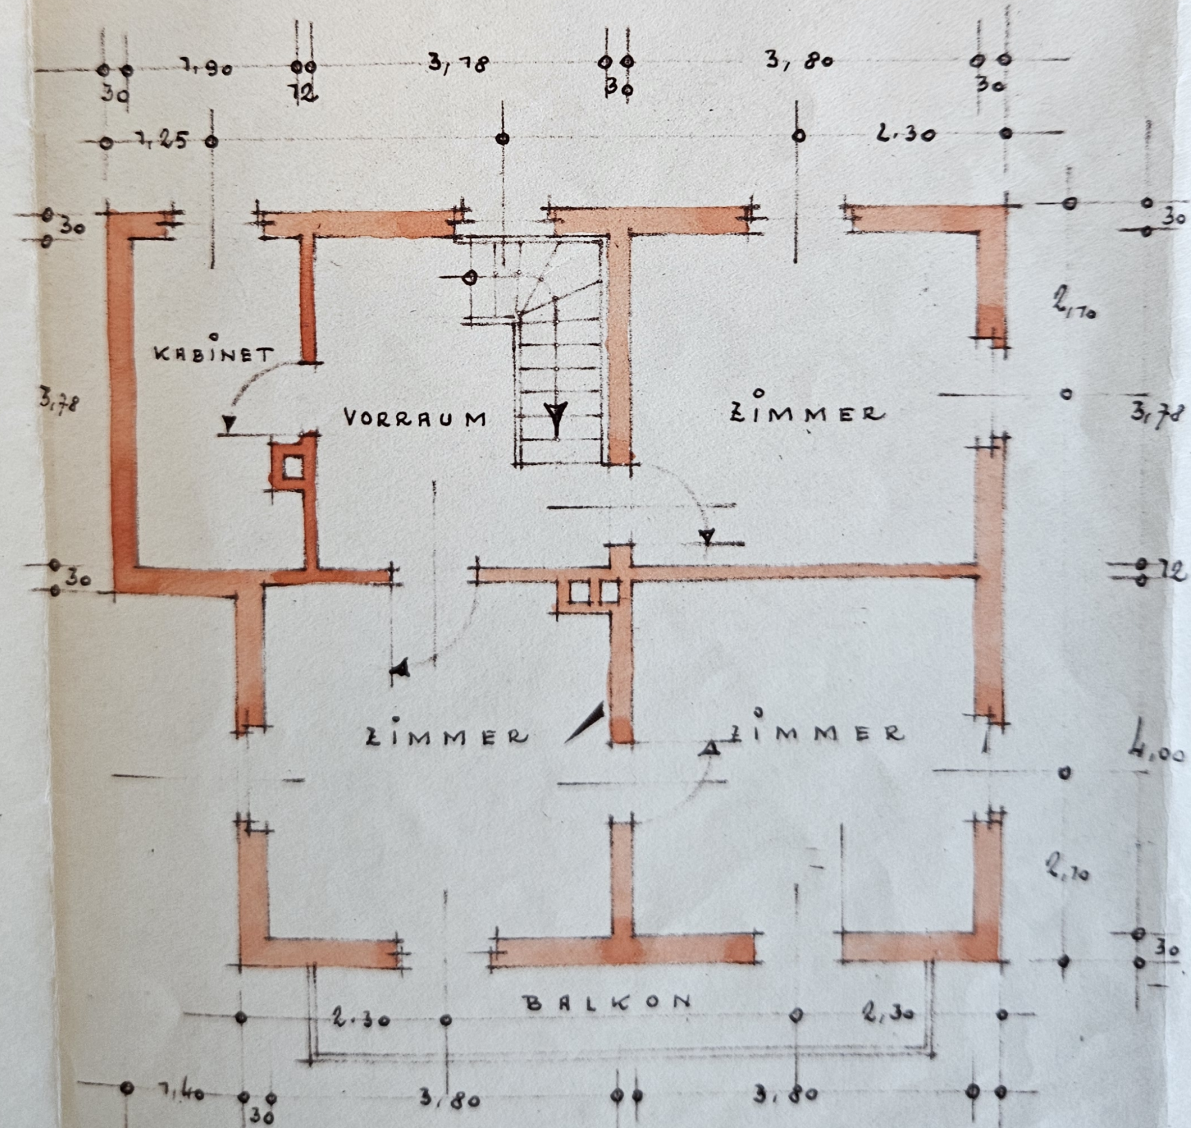 1,90 3,78 3,80
30 12 30 30
1,25 2.30
30 30
2,10
KABINET
3,78 VORRAUM ZIMMER 3,78
30 12
ZIMMER ZIMMER
4,00
2,10
30
BALKON
2.30 2,30
1,40 3,80 3,80
30